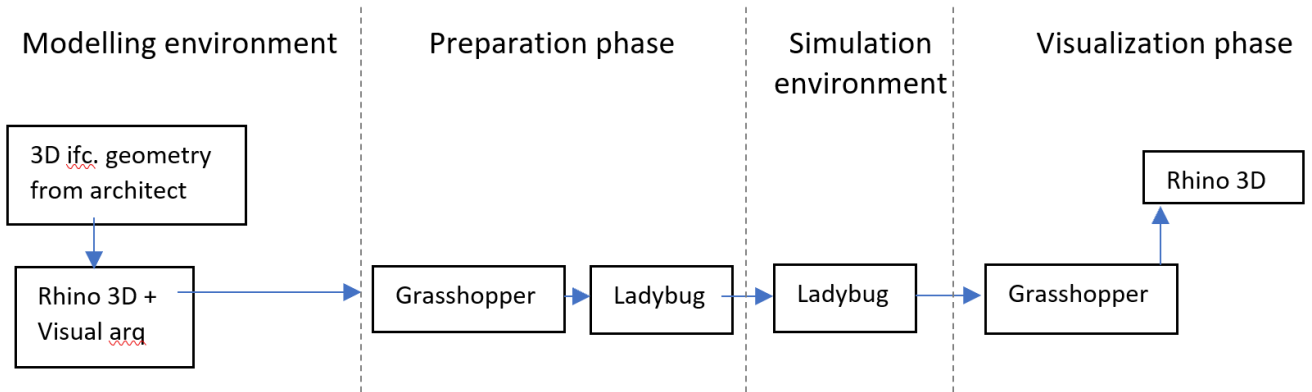 Modelling environment
Preparation phase
Simulation
environment
Visualization phase
3D ifc. geometry
from architect
Rhino 3D +
Visual arq
Grasshopper
Ladybug
Ladybug
Grasshopper
Rhino 3D